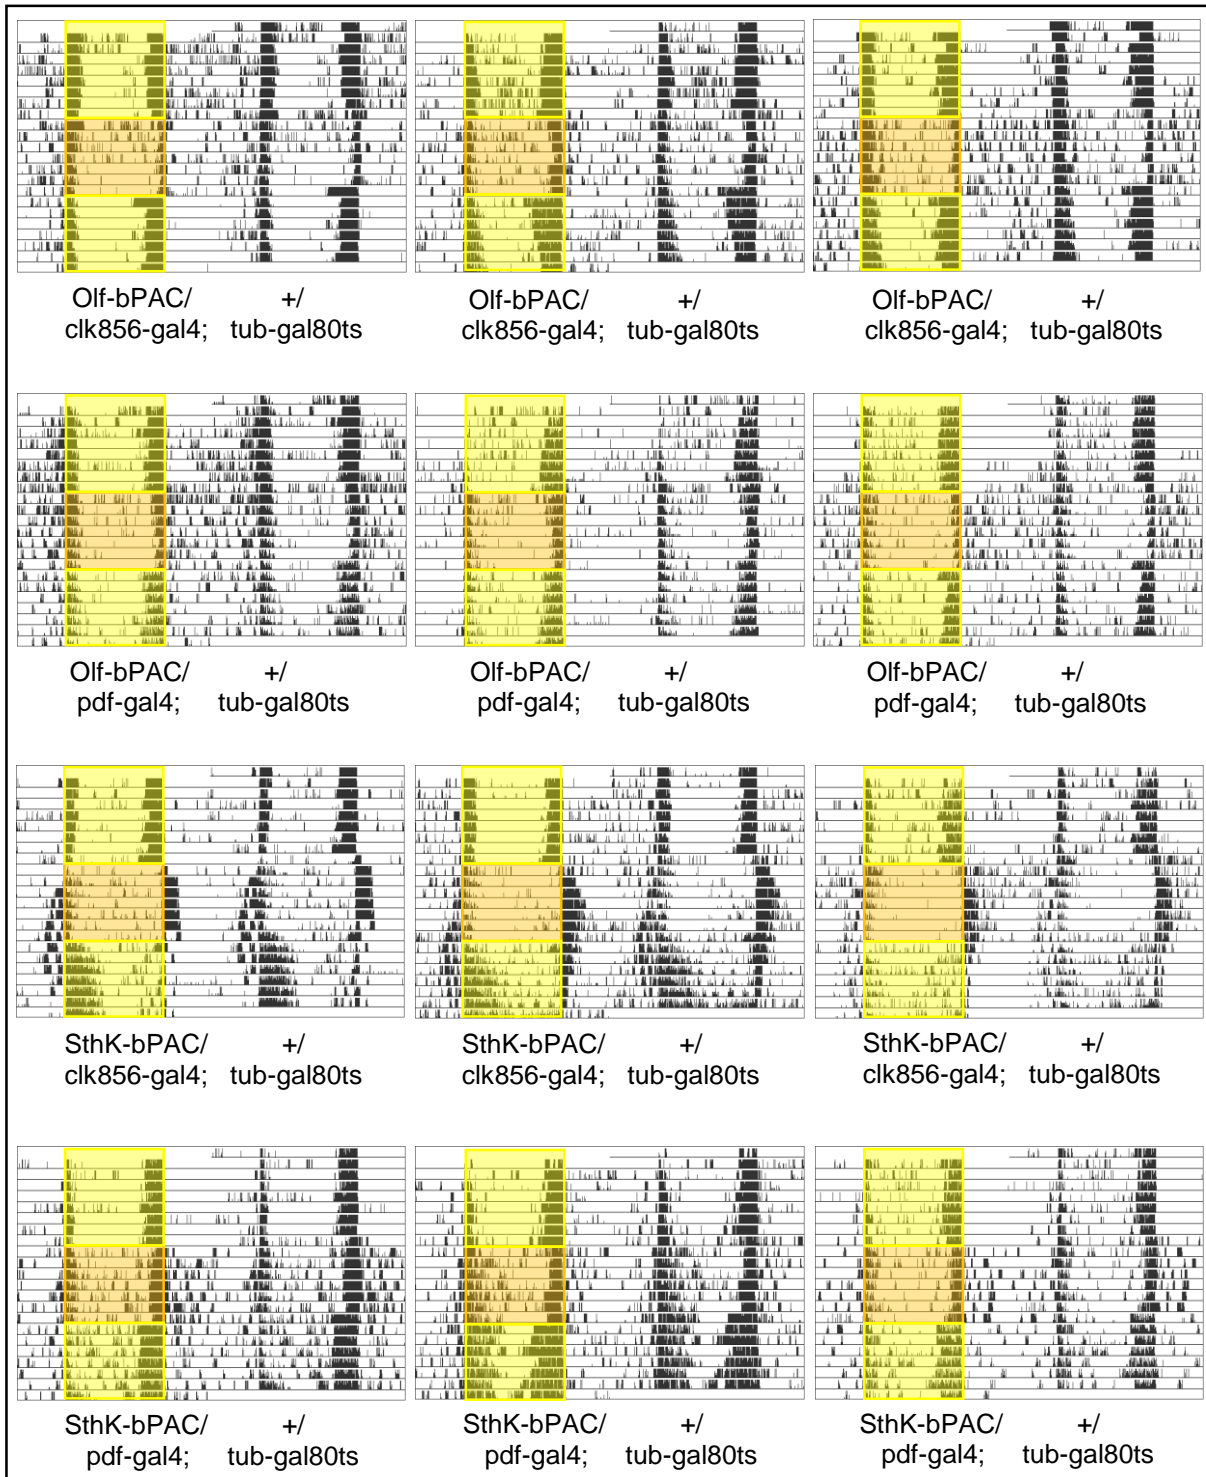 Olf-bPAC/ +/ Olf-bPAC/ +/ Olf-bPAC/ +/
clk856-gal4; tub-gal80ts clk856-gal4; tub-gal80ts clk856-gal4; tub-gal80ts
Olf-bPAC/ +/ Olf-bPAC/ +/ Olf-bPAC/ +/
pdf-gal4; tub-gal80ts pdf-gal4; tub-gal80ts pdf-gal4; tub-gal80ts
SthK-bPAC/ +/ SthK-bPAC/ +/ SthK-bPAC/ +/
clk856-gal4; tub-gal80ts clk856-gal4; tub-gal80ts clk856-gal4; tub-gal80ts
SthK-bPAC/ +/ SthK-bPAC/ +/ SthK-bPAC/ +/
pdf-gal4; tub-gal80ts pdf-gal4; tub-gal80ts pdf-gal4; tub-gal80ts